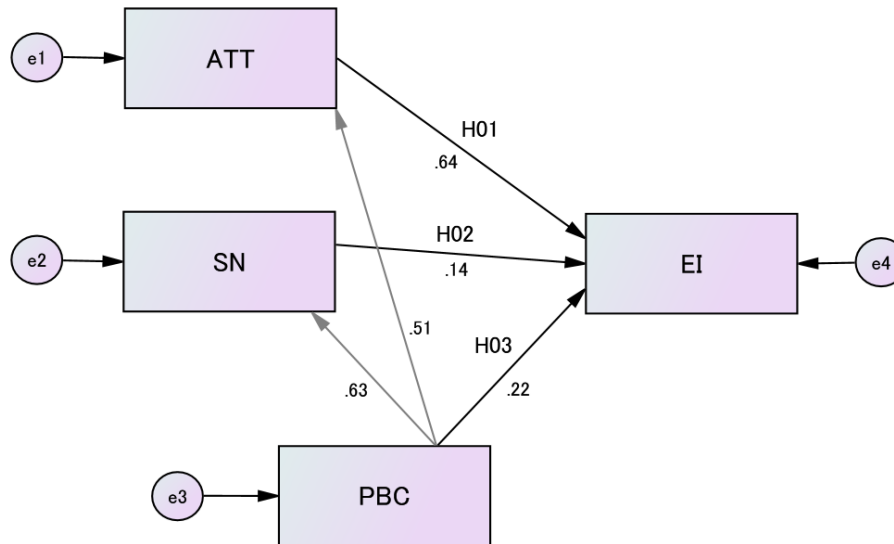 e1
ATT
H01
.64
e2
SN
H02
.14
EI
e4
.51
H03
.63
.22
e3
PBC